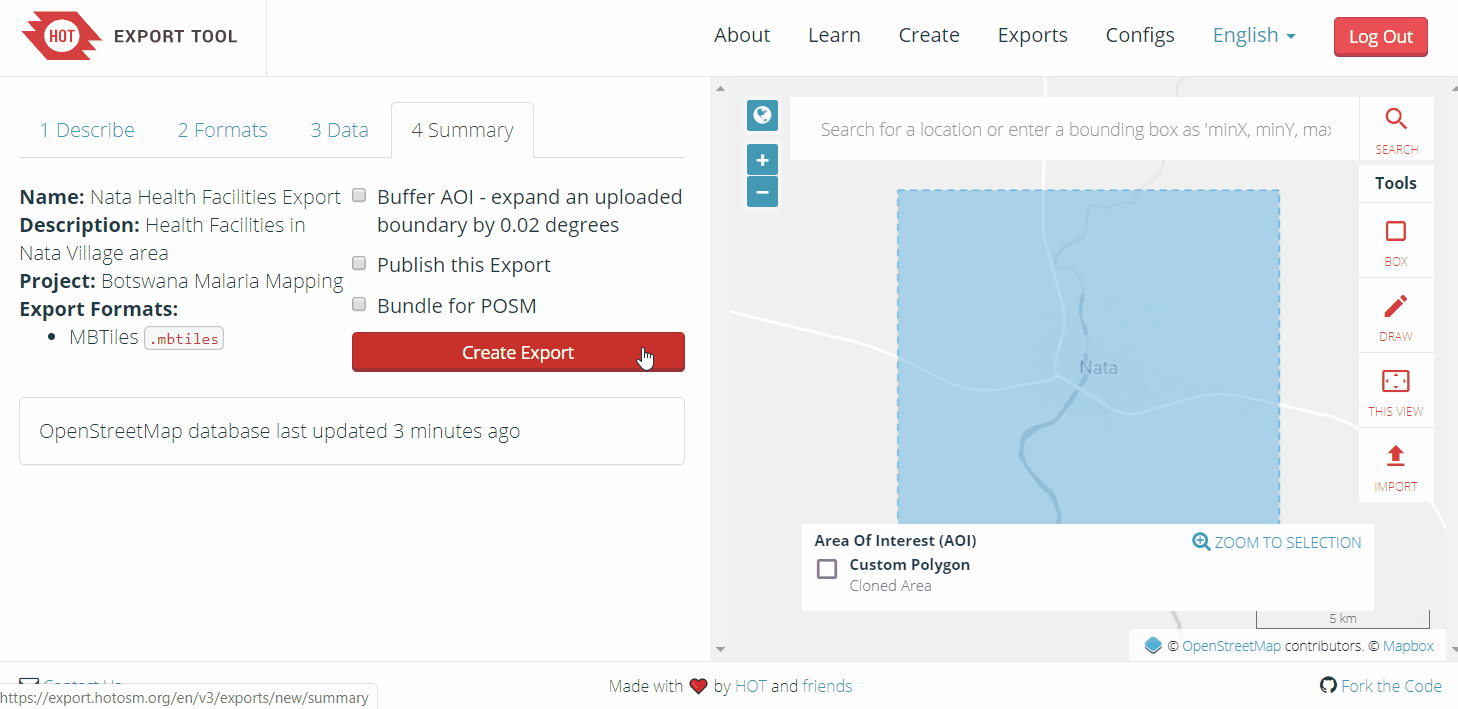 HOT EXPORT TOOL
About Learn Create Exports Configs English Log Out
1 Describe 2 Formats 3 Data 4 Summary
Name: Nata Health Facilities Export
Description: Health Facilities in
Nata Village area
Project: Botswana Malaria Mapping
Export Formats:
MBTiles .mbtiles
Buffer AOI - expand an uploaded
boundary by 0.02 degrees
Publish this Export
Bundle for POSM
Create Export
OpenStreetMap database last updated 3 minutes ago
+
−
Search for a location or enter a bounding box as 'minX, minY, max
SEARCH
Tools
BOX
DRAW
THIS VIEW
IMPORT
Nata
Area Of Interest (AOI)
ZOOM TO SELECTION
Custom Polygon
Cloned Area
5 km
© OpenStreetMap contributors. © Mapbox
Contact Us
https://export.hotosm.org/en/v3/exports/new/summary
Made with ❤ by HOT and friends
Fork the Code